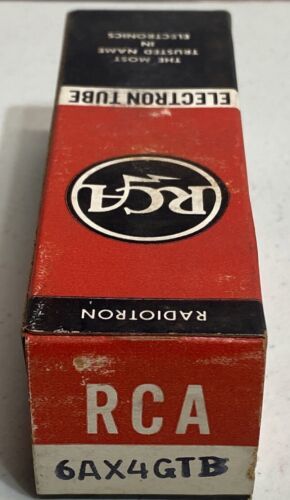 THE MOST
TRUSTED NAME
IN
ELECTRONICS
ELECTRON TUBE
RCA
RADIOTRON
RCA
6AX4GTB